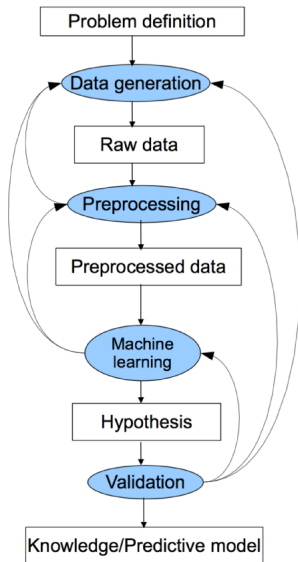 Problem definition
Data generation
Raw data
Preprocessing
Preprocessed data
Machine
learning
Hypothesis
Validation
Knowledge/Predictive model